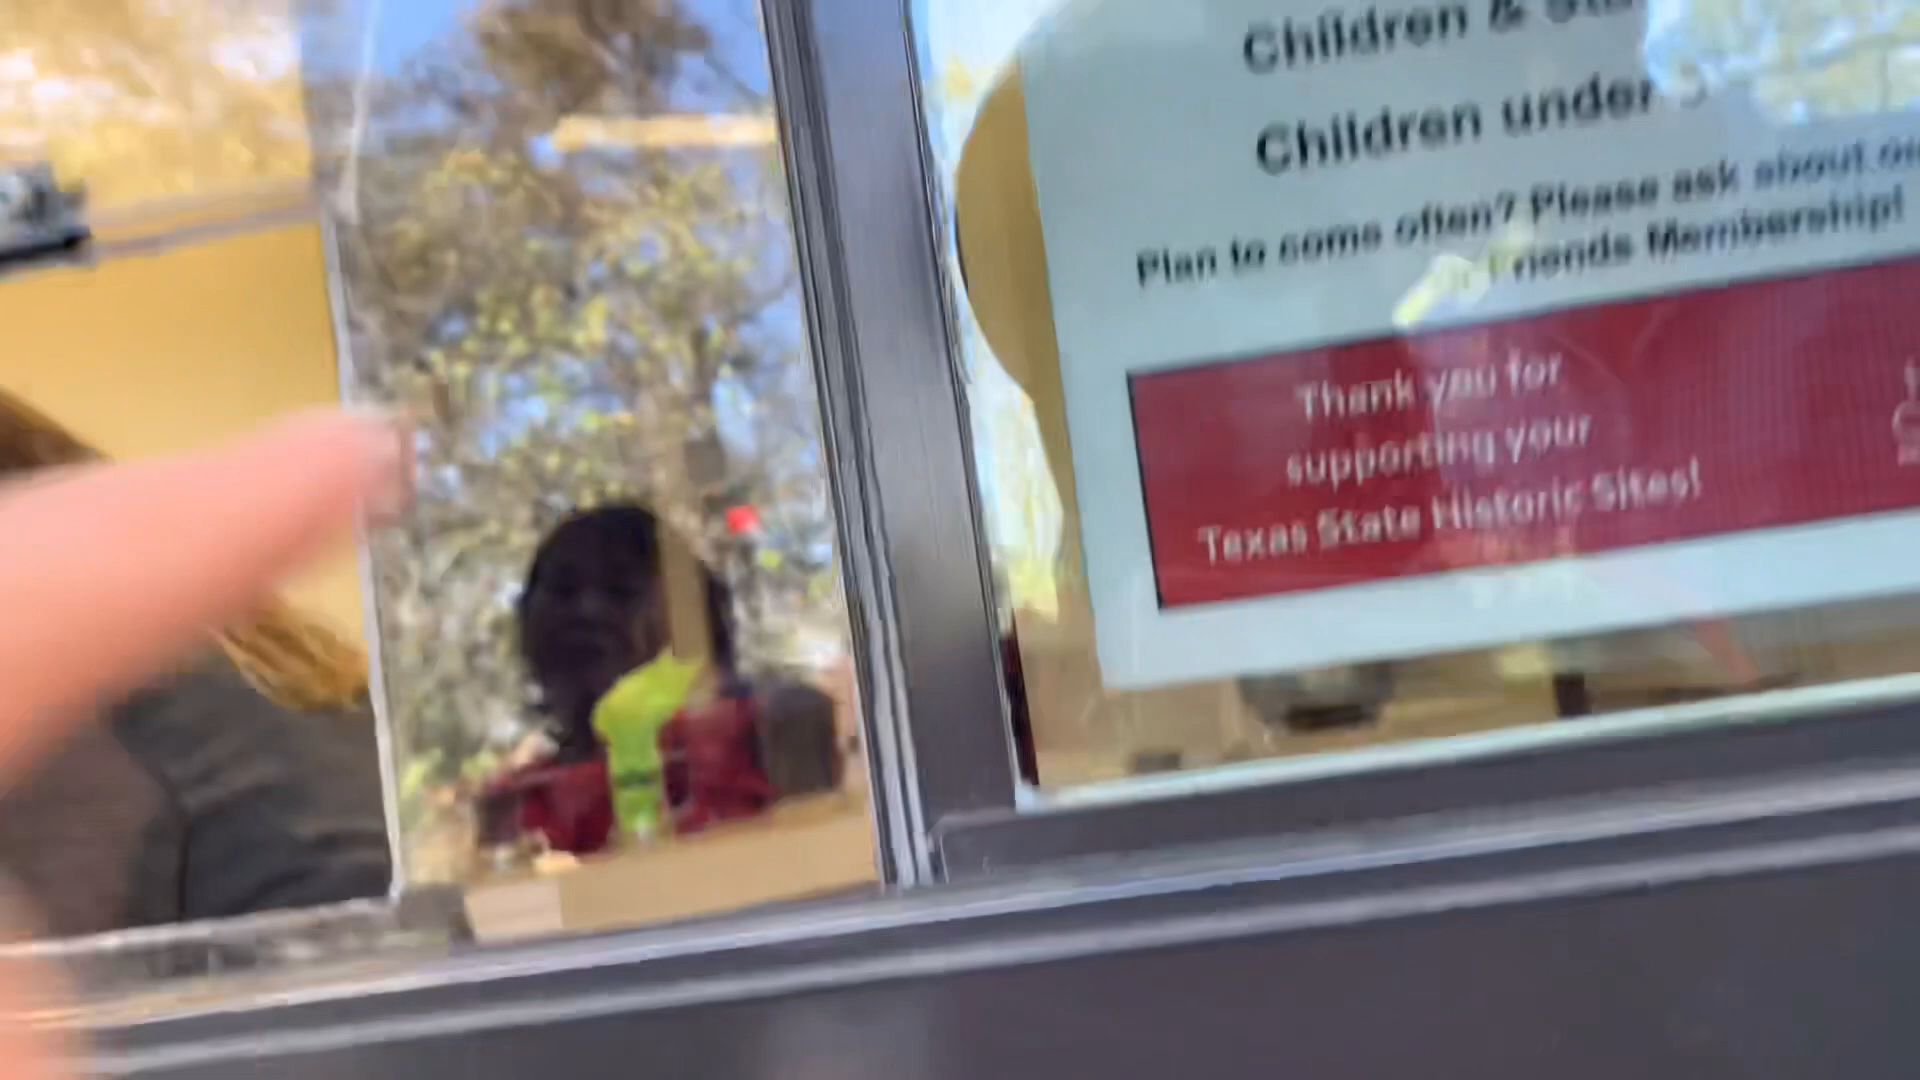 Children &
Children under
Plan to come often? Please ask about
Friends Membership!
Thank you for
supporting your
Texas State Historic Sites!